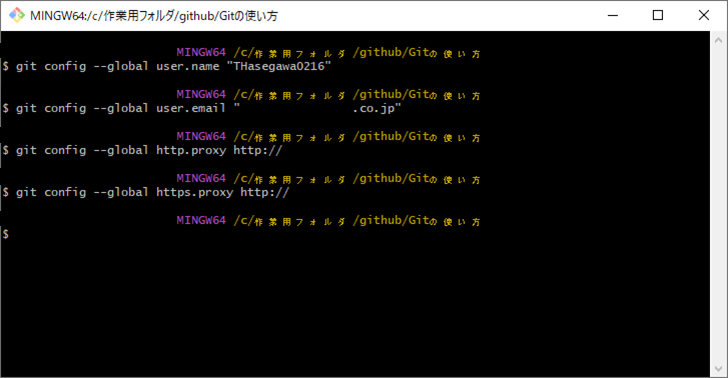 MINGW64:/c/作業用フォルダ/github/Gitの使い方
MINGW64 /c/作業用フォルダ/github/Gitの使い方
$ git config --global user.name "THasegawa0216"
MINGW64 /c/作業用フォルダ/github/Gitの使い方
$ git config --global user.email " .co.jp"
MINGW64 /c/作業用フォルダ/github/Gitの使い方
$ git config --global http.proxy http://
MINGW64 /c/作業用フォルダ/github/Gitの使い方
$ git config --global https.proxy http://
MINGW64 /c/作業用フォルダ/github/Gitの使い方
$